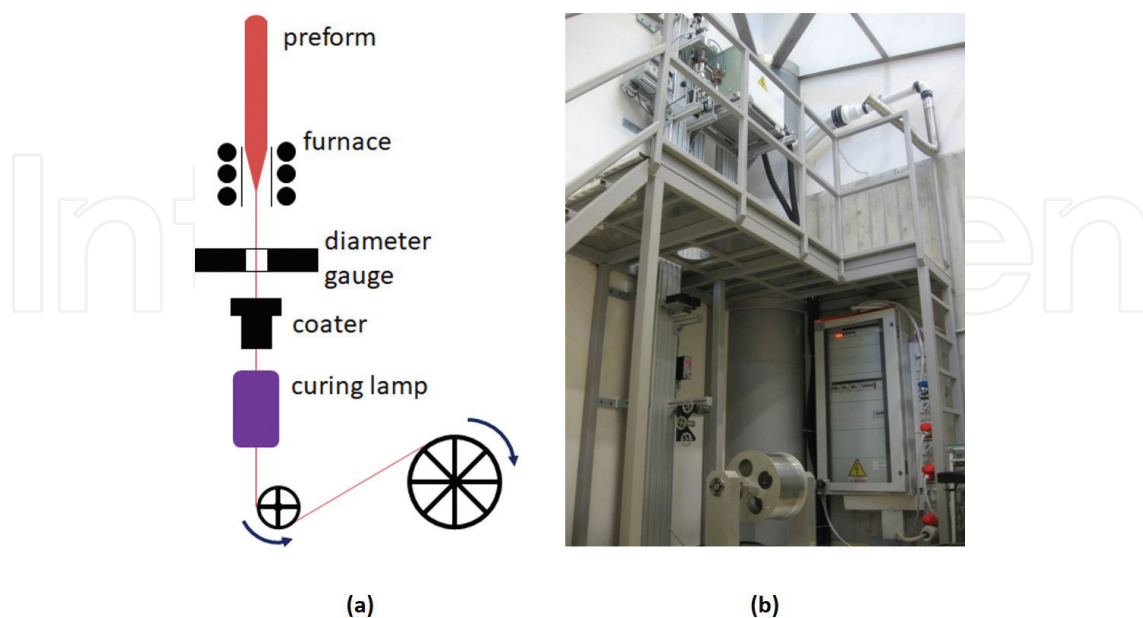 preform
furnace
diameter
gauge
coater
curing lamp
(a)
(b)